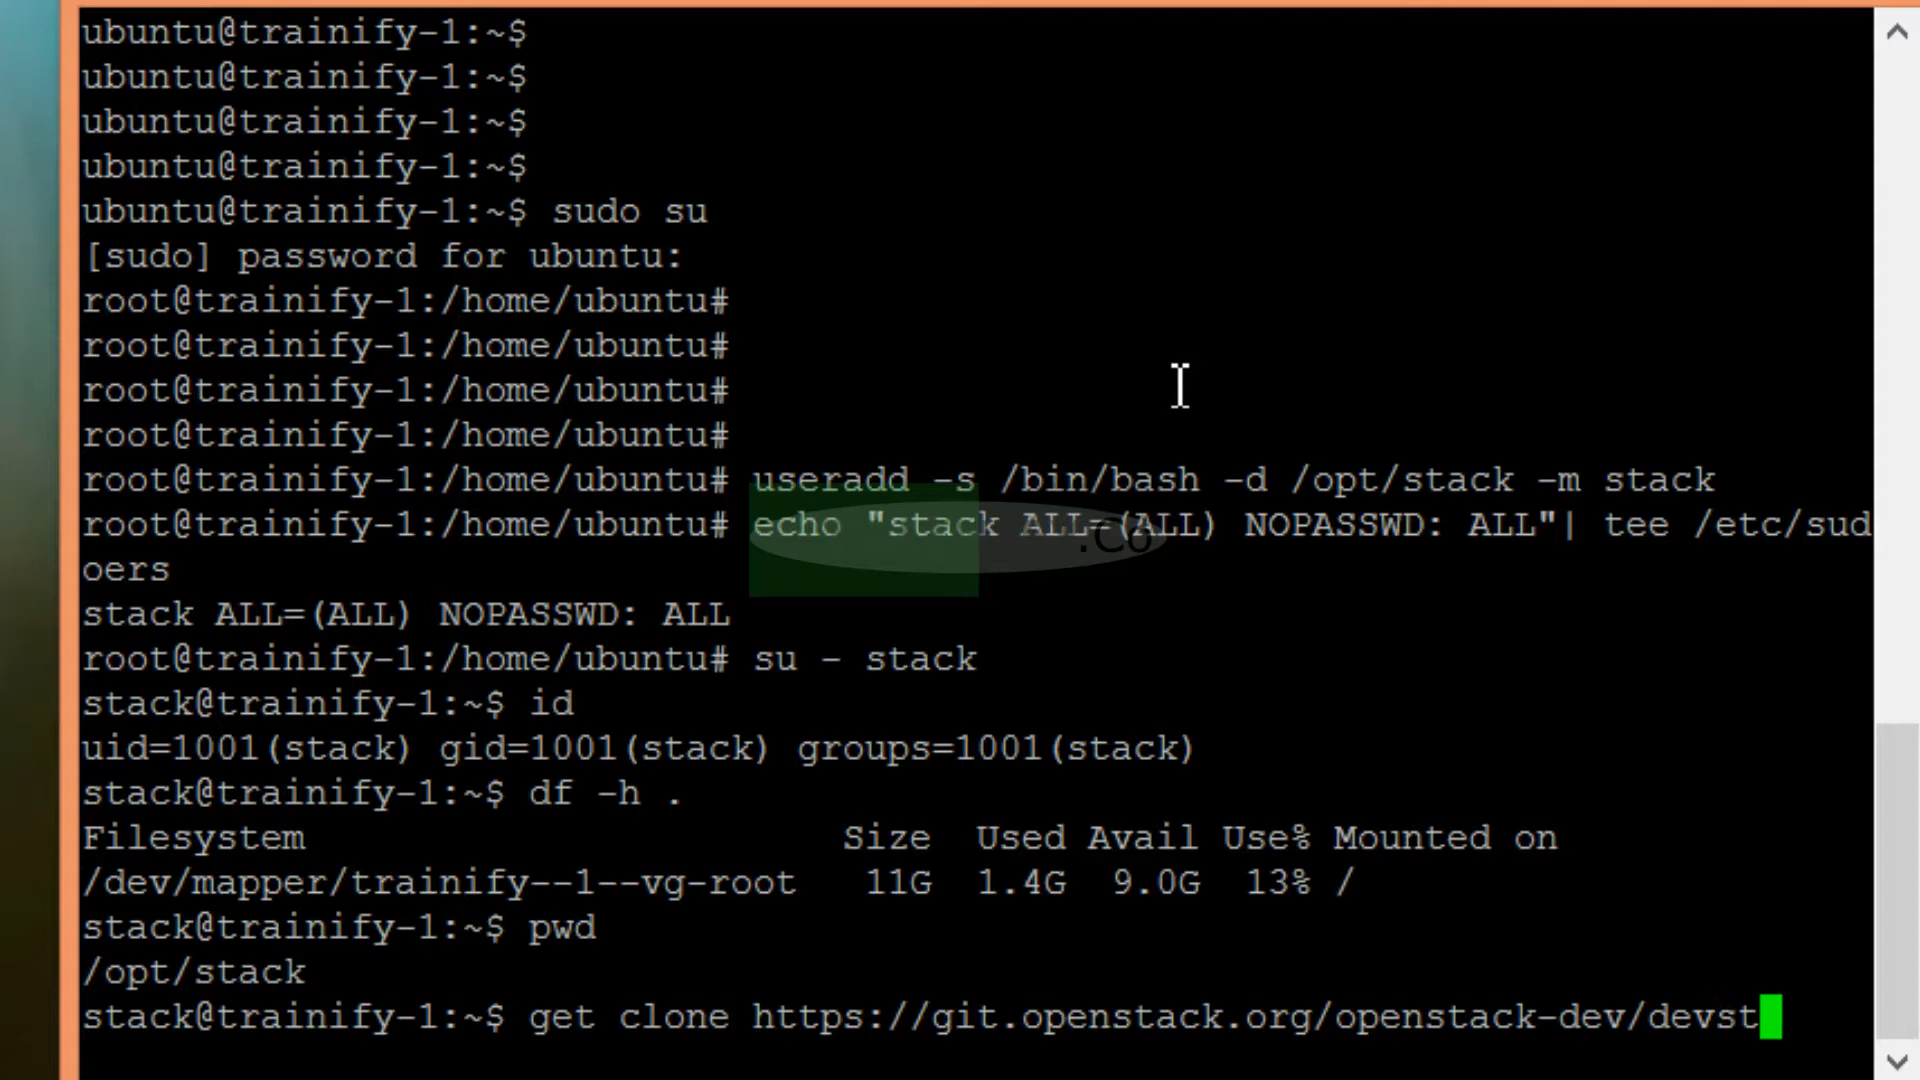 ubuntu@trainify-1:~$
ubuntu@trainify-1:~$
ubuntu@trainify-1:~$
ubuntu@trainify-1:~$
ubuntu@trainify-1:~$ sudo su
[sudo] password for ubuntu:
root@trainify-1:/home/ubuntu#
root@trainify-1:/home/ubuntu#
root@trainify-1:/home/ubuntu#
root@trainify-1:/home/ubuntu#
root@trainify-1:/home/ubuntu# useradd -s /bin/bash -d /opt/stack -m stack
root@trainify-1:/home/ubuntu# echo "stack ALL=(ALL) NOPASSWD: ALL"| tee /etc/sud
oers
.Co
stack ALL=(ALL) NOPASSWD: ALL
root@trainify-1:/home/ubuntu# su - stack
stack@trainify-1:~$ id
uid=1001(stack) gid=1001(stack) groups=1001(stack)
stack@trainify-1:~$ df -h .
Filesystem Size Used Avail Use% Mounted on
/dev/mapper/trainify--1--vg-root 11G 1.4G 9.0G 13% /
stack@trainify-1:~$ pwd
/opt/stack
stack@trainify-1:~$ get clone https://git.openstack.org/openstack-dev/devst